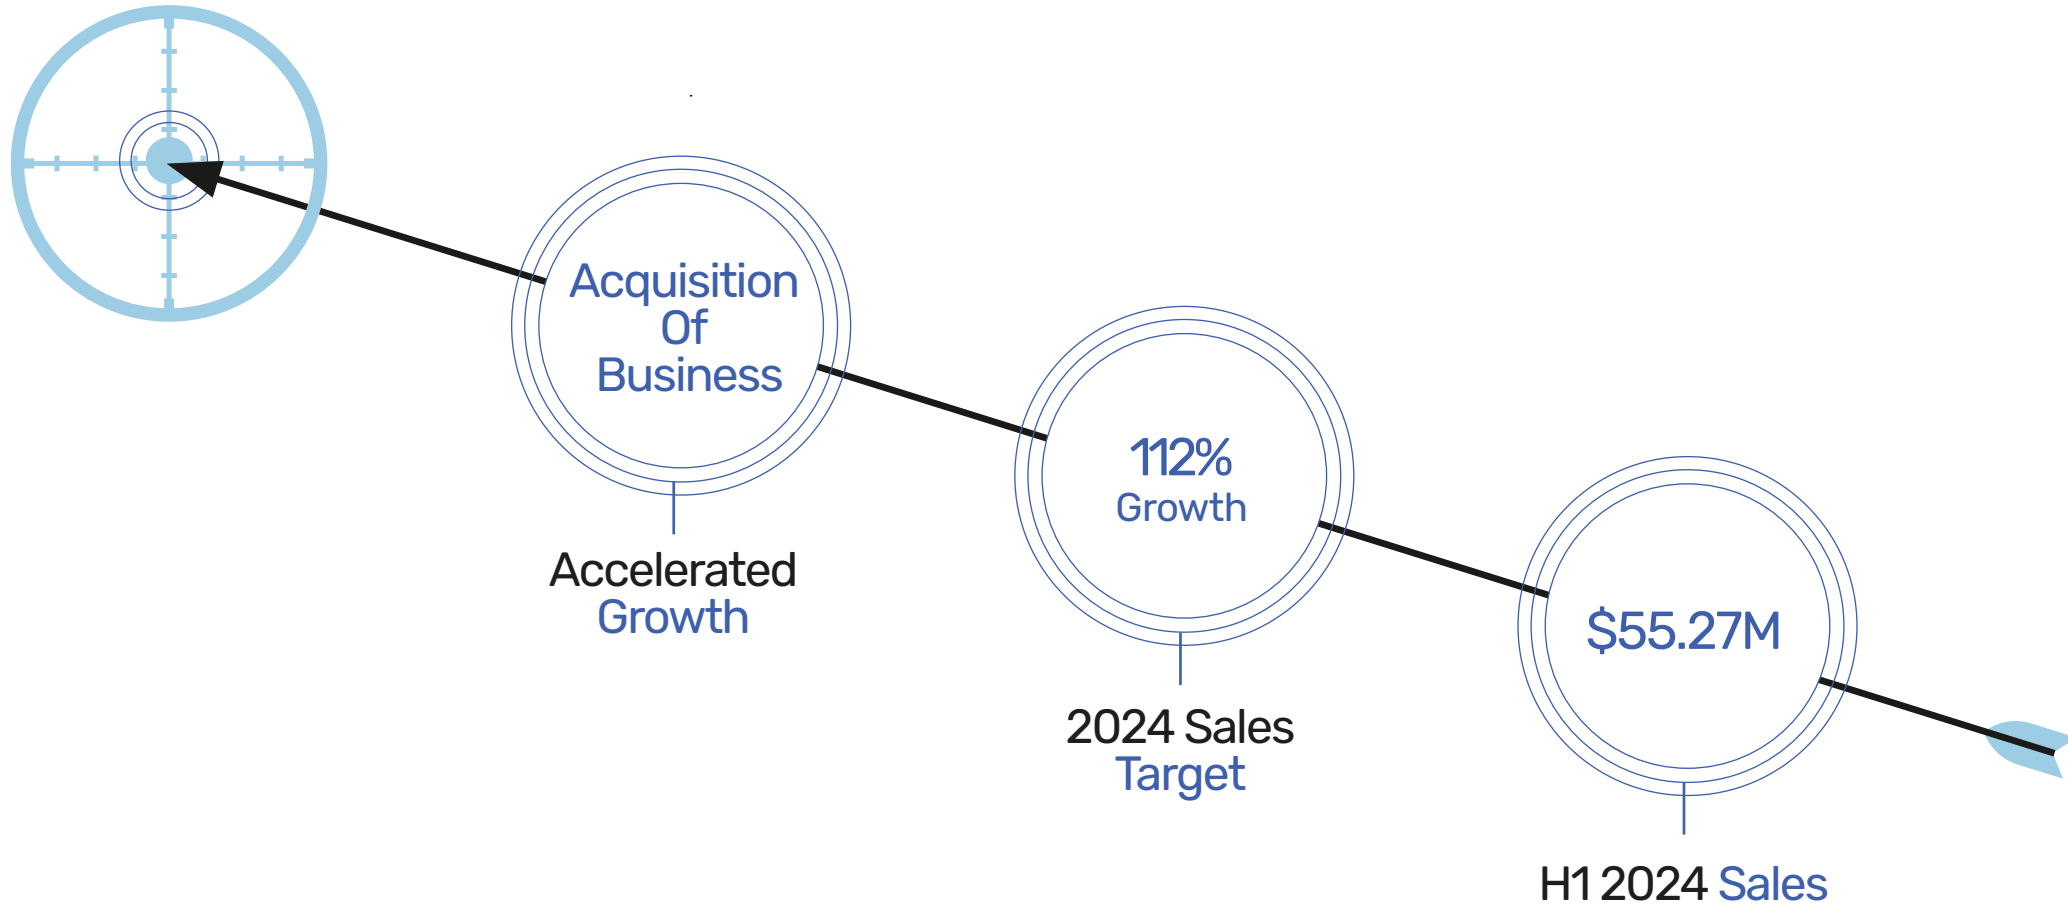 Acquisition
Of
Business
Accelerated
Growth
112%
Growth
2024 Sales
Target
$55.27M
H1 2024 Sales